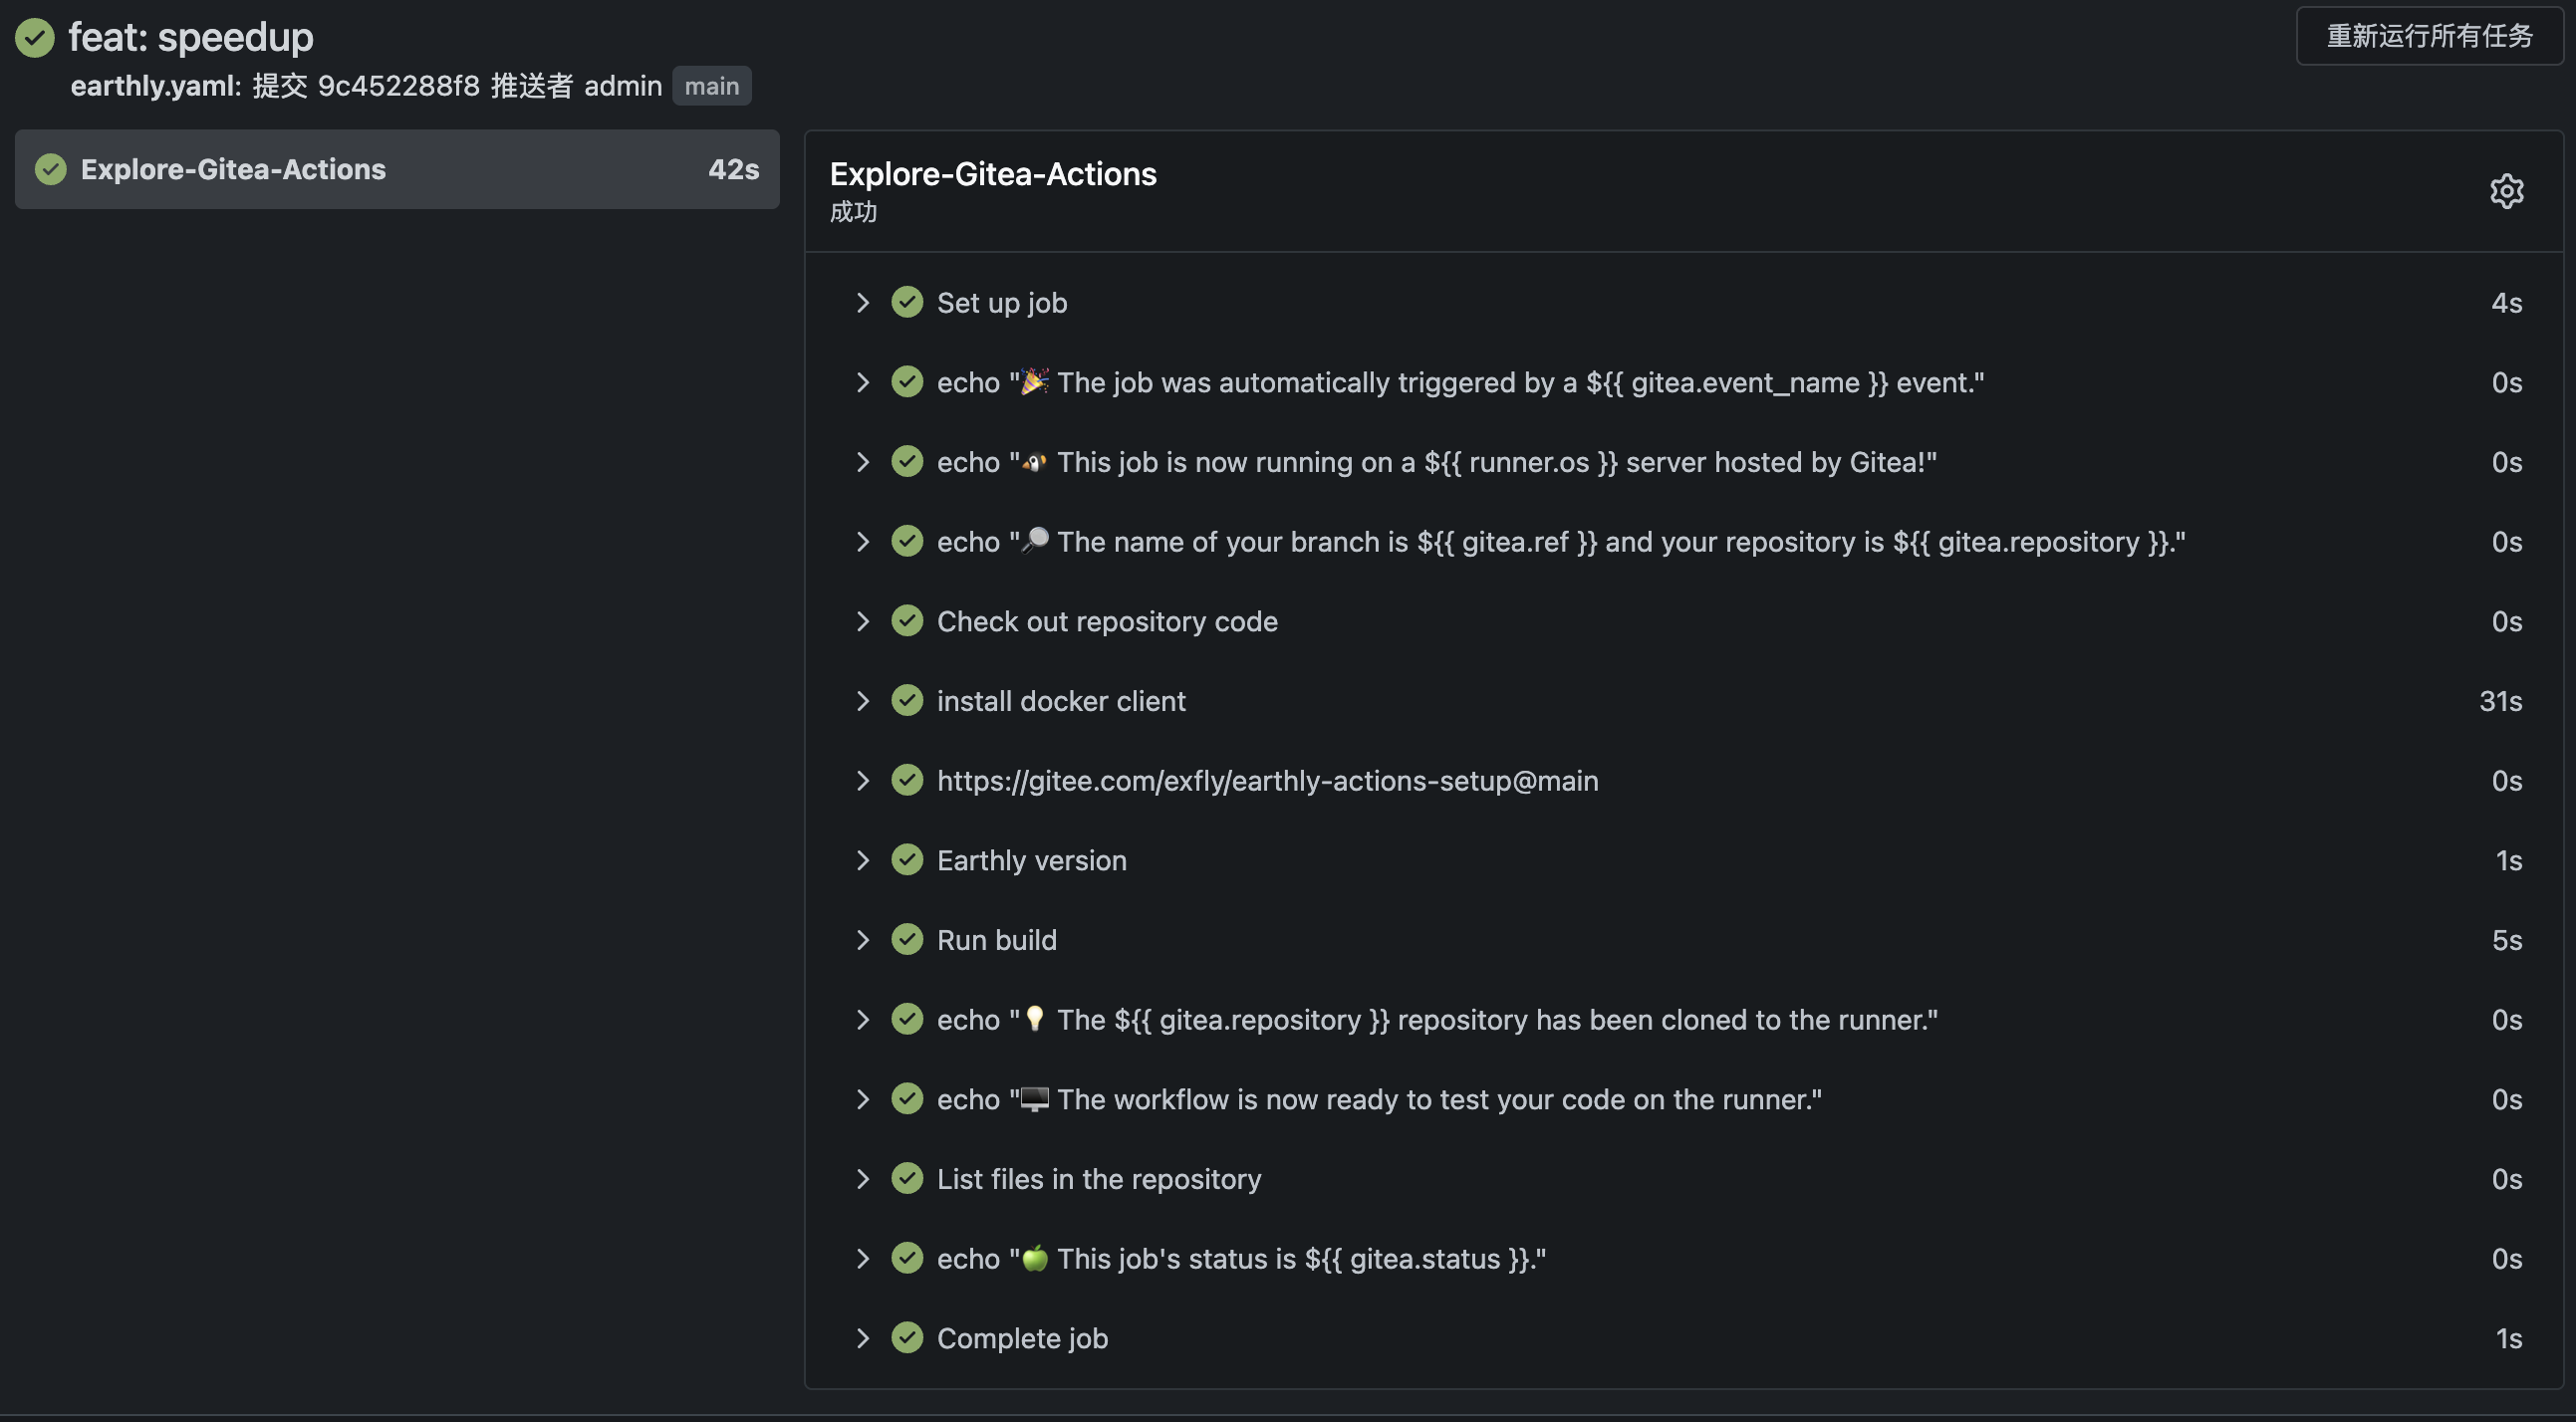 feat: speedup
重新运行所有任务
earthly.yaml: 提交 9c452288f8 推送者 admin main
Explore-Gitea-Actions 42s
Explore-Gitea-Actions
成功
Set up job 4s
echo "🎉 The job was automatically triggered by a ${{ gitea.event_name }} event." 0s
echo "🐧 This job is now running on a ${{ runner.os }} server hosted by Gitea!" 0s
echo "🔎 The name of your branch is ${{ gitea.ref }} and your repository is ${{ gitea.repository }}." 0s
Check out repository code 0s
install docker client 31s
https://gitee.com/exfly/earthly-actions-setup@main 0s
Earthly version 1s
Run build 5s
echo "💡 The ${{ gitea.repository }} repository has been cloned to the runner." 0s
echo "🖥️ The workflow is now ready to test your code on the runner." 0s
List files in the repository 0s
echo "🍏 This job's status is ${{ gitea.status }}." 0s
Complete job 1s